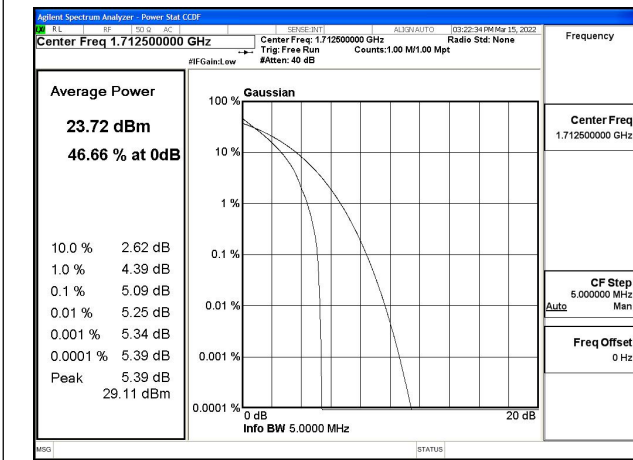 Agilent Spectrum Analyzer - Power Stat CCDF
RL RF 50 Ω AC SENSE:INT ALIGN AUTO 03:22:34 PM Mar 15, 2022
Center Freq 1.712500000 GHz
Center Freq: 1.712500000 GHz Radio Std: None
Trig: Free Run Counts:1.00 M/1.00 Mpt
#IFGain:Low #Atten: 40 dB
Frequency
Average Power
23.72 dBm
46.66 % at 0dB
10.0 % 2.62 dB
1.0 % 4.39 dB
0.1 % 5.09 dB
0.01 % 5.25 dB
0.001 % 5.34 dB
0.0001 % 5.39 dB
Peak 5.39 dB
29.11 dBm
Gaussian
100 %
10 %
1 %
0.1 %
0.01 %
0.001 %
0.0001 %
0 dB 20 dB
Info BW 5.0000 MHz
Center Freq
1.712500000 GHz
CF Step
5.000000 MHz
Auto Man
Freq Offset
0 Hz
MSG STATUS